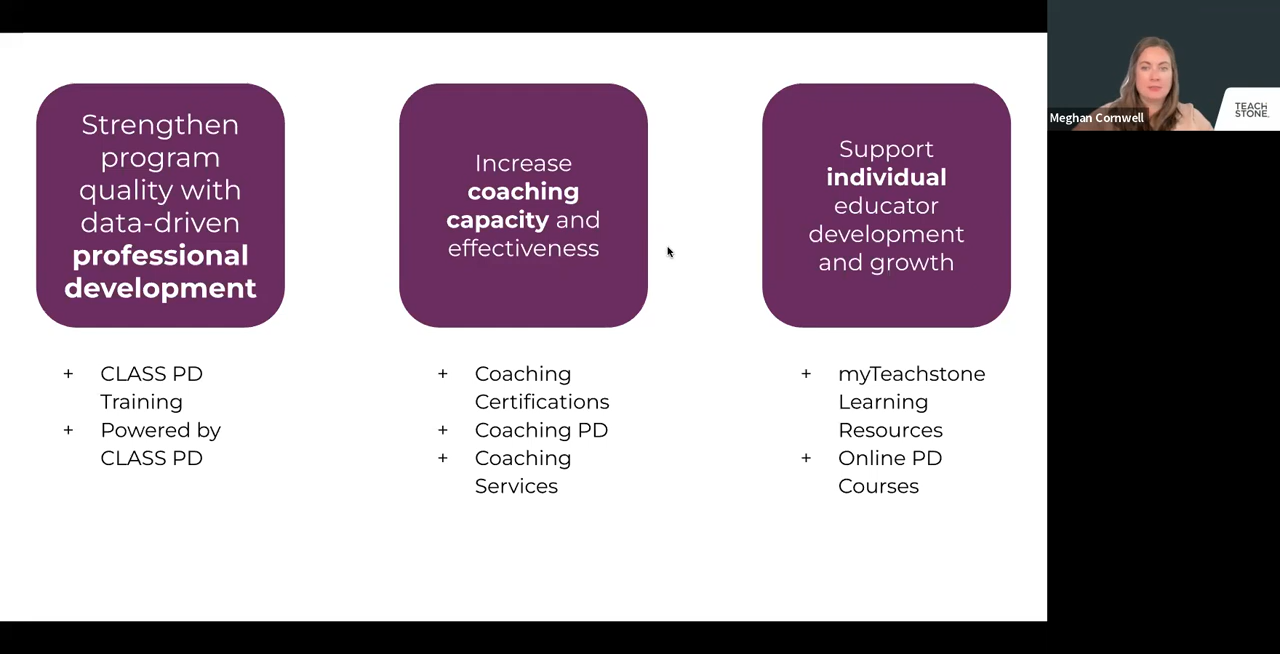 Strengthen
program
quality with
data-driven
professional
development
+ CLASS PD
Training
+ Powered by
CLASS PD
Increase
coaching
capacity and
effectiveness
+ Coaching
Certifications
+ Coaching PD
+ Coaching
Services
Support
individual
educator
development
and growth
+ myTeachstone
Learning
Resources
+ Online PD
Courses
Meghan Cornwell
TEACH
STONE